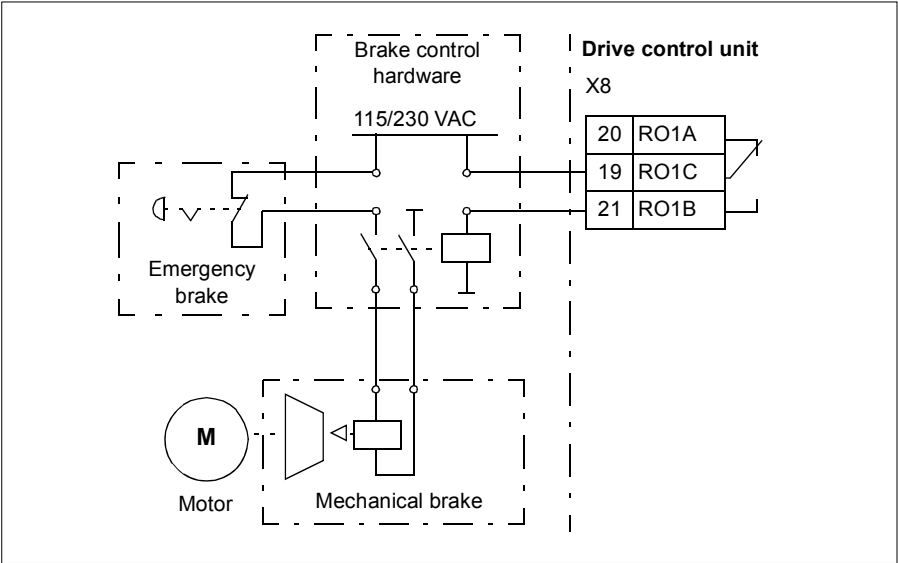 Brake control
hardware
115/230 VAC
Drive control unit
X8
20 RO1A
19 RO1C
21 RO1B
Emergency
brake
M
Motor
Mechanical brake